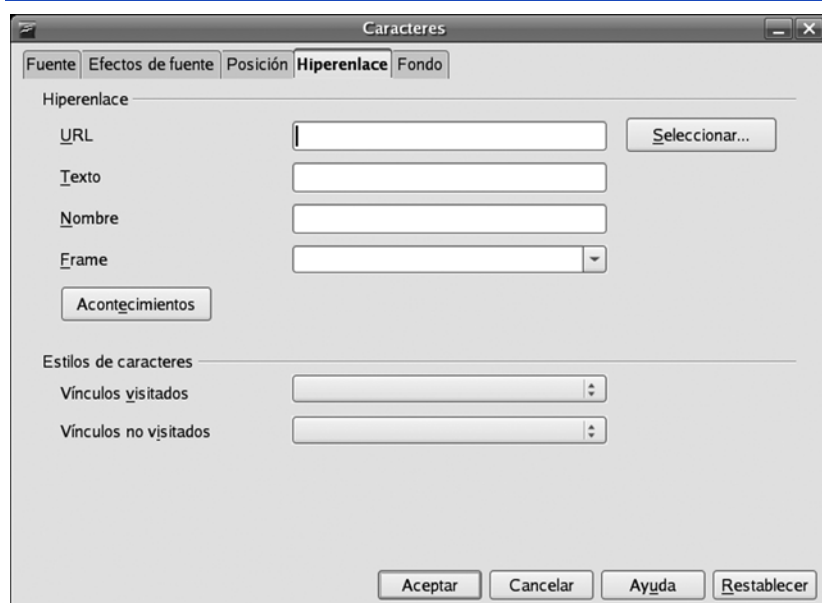 Caracteres
Fuente Efectos de fuente Posición Hiperenlace Fondo
Hiperenlace
URL Seleccionar...
Texto
Nombre
Frame
Acontecimientos
Estilos de caracteres
Vínculos visitados
Vínculos no visitados
Aceptar Cancelar Ayuda Restablecer